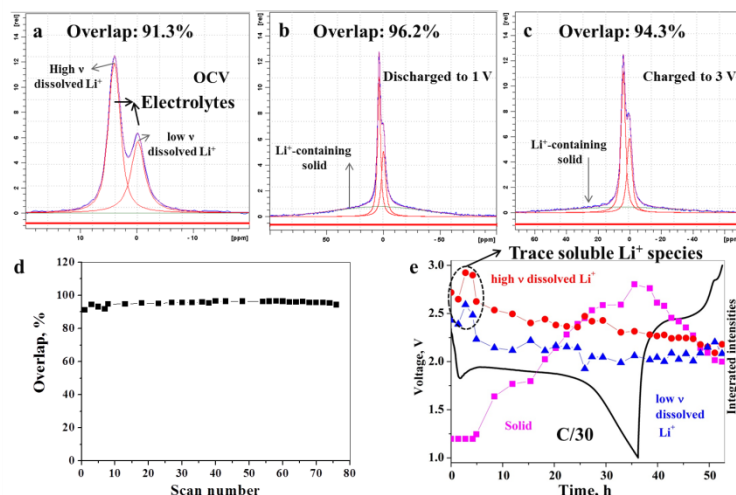 a
Overlap: 91.3%
High ν
dissolved Li⁺
OCV
Electrolytes
low ν
dissolved Li⁺
[rel]
12
10
8
6
4
2
0
10
0
-10
[ppm]
b
Overlap: 96.2%
Discharged to 1 V
Li⁺-containing
solid
[rel]
12
10
8
6
4
2
0
50
0
-50
[ppm]
c
Overlap: 94.3%
Charged to 3 V
Li⁺-containing
solid
[rel]
12
10
8
6
4
2
0
80
60
40
20
0
-20
-40
-60
[ppm]
d
120
100
80
60
40
20
0
Overlap, %
0
10
20
30
40
50
60
70
80
Scan number
e
Trace soluble Li⁺ species
high ν dissolved Li⁺
3.0
2.5
2.0
1.5
1.0
Voltage, V
Integrated intensities
low ν
dissolved
Li⁺
Solid
C/30
0
10
20
30
40
50
Time, h